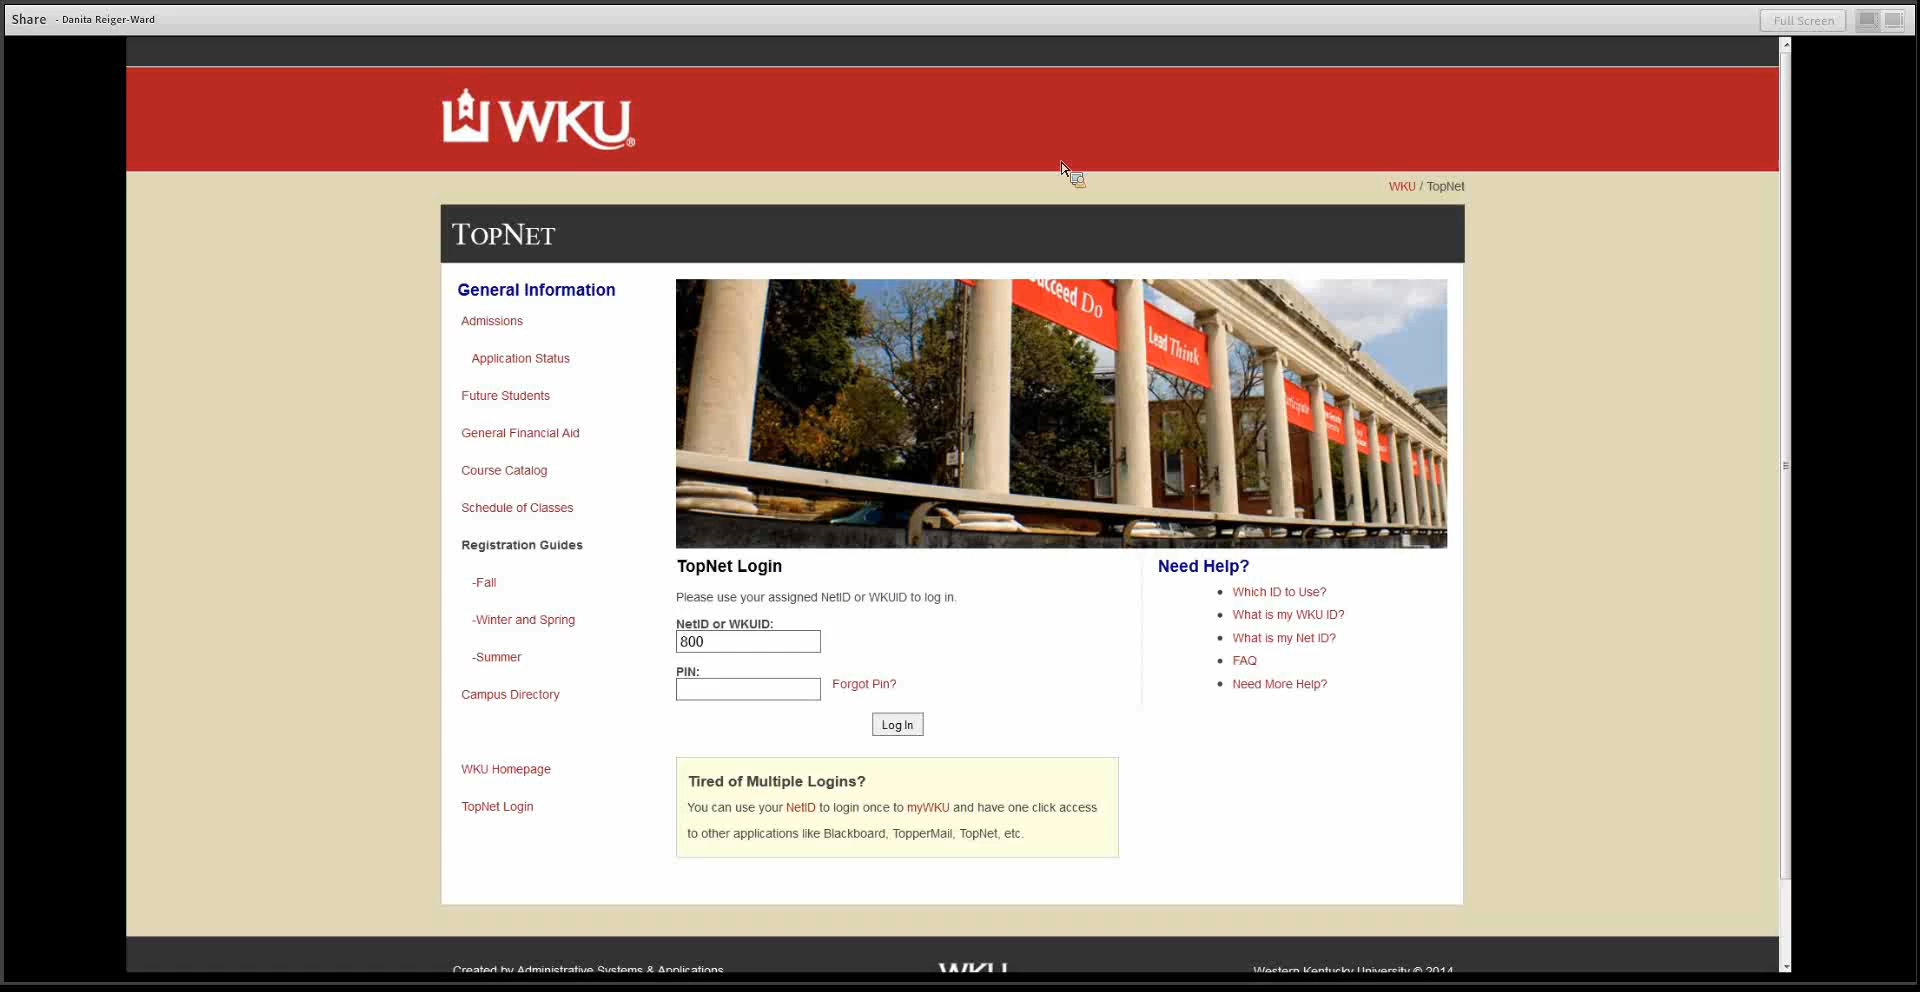 Share - Danita Reiger-Ward
Full Screen
WKU®
WKU / TopNet
TopNet
General Information
Admissions
Application Status
Future Students
General Financial Aid
Course Catalog
Schedule of Classes
Registration Guides
-Fall
-Winter and Spring
-Summer
Campus Directory
WKU Homepage
TopNet Login
ucceed Do
Lead Think
TopNet Login
Please use your assigned NetID or WKUID to log in.
NetID or WKUID:
800
PIN:
Forgot Pin?
Log In
Need Help?
Which ID to Use?
What is my WKU ID?
What is my Net ID?
FAQ
Need More Help?
Tired of Multiple Logins?
You can use your NetID to login once to myWKU and have one click access
to other applications like Blackboard, TopperMail, TopNet, etc.
Created by Administrative Systems & Applications
WKU
Western Kentucky University © 2014